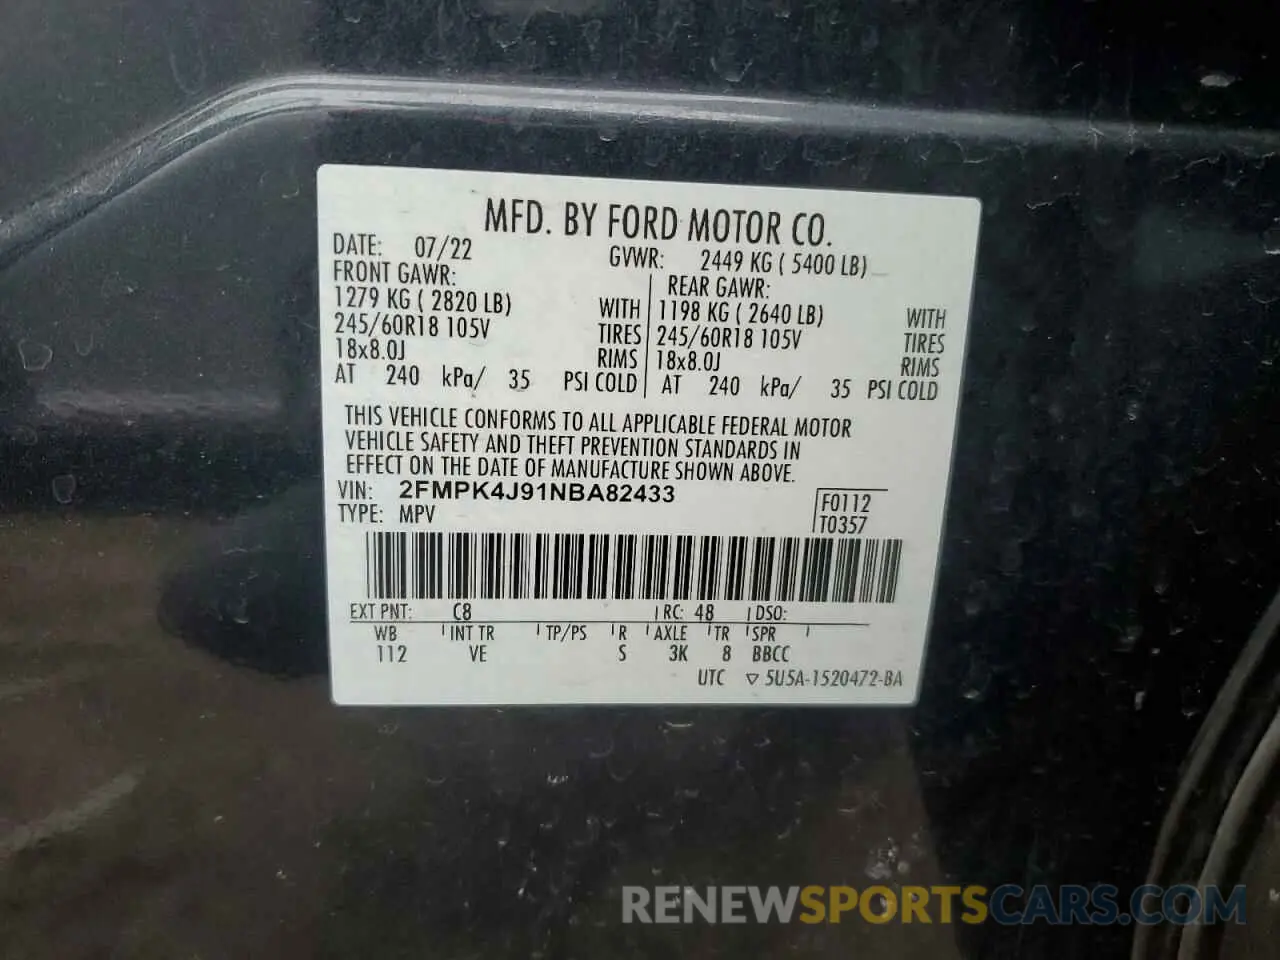 MFD. BY FORD MOTOR CO.
DATE: 07/22 GVWR: 2449 KG ( 5400 LB)
FRONT GAWR: REAR GAWR:
1279 KG ( 2820 LB) WITH 1198 KG ( 2640 LB) WITH
245/60R18 105V TIRES 245/60R18 105V TIRES
18x8.0J RIMS 18x8.0J RIMS
AT 240 kPa/ 35 PSI COLD AT 240 kPa/ 35 PSI COLD
THIS VEHICLE CONFORMS TO ALL APPLICABLE FEDERAL MOTOR
VEHICLE SAFETY AND THEFT PREVENTION STANDARDS IN
EFFECT ON THE DATE OF MANUFACTURE SHOWN ABOVE.
VIN: 2FMPK4J91NBA82433 F0112
TYPE: MPV T0357
EXT PNT: C8 RC: 48 DSO:
WB INT TR TP/PS R AXLE TR SPR
112 VE S 3K 8 BBCC
UTC ▽ 5U5A-1520472-BA
RENEWSPORTSCARS.COM